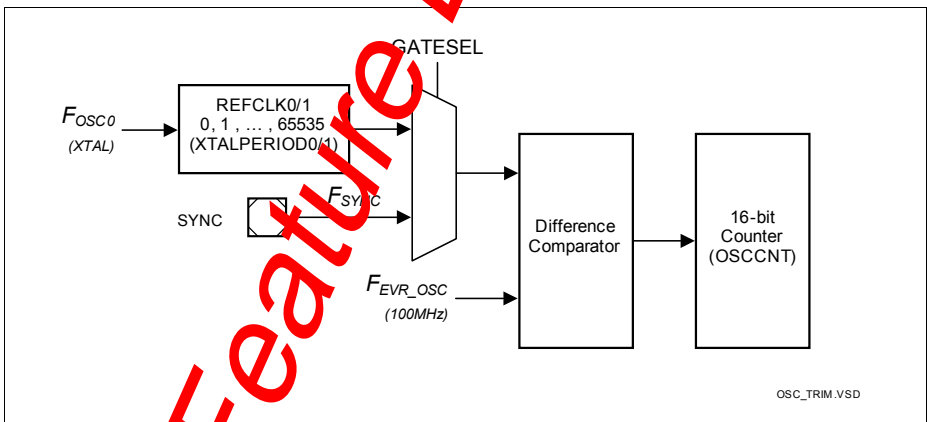 GATESEL
REFCLK0/1
0, 1 , ... , 65535
(XTALPERIOD0/1)
FOSC0
(XTAL)
FSYNC
SYNC
Difference
Comparator
16-bit
Counter
(OSCCNT)
FEVR_OSC
(100MHz)
OSC_TRIM.VSD
Feature